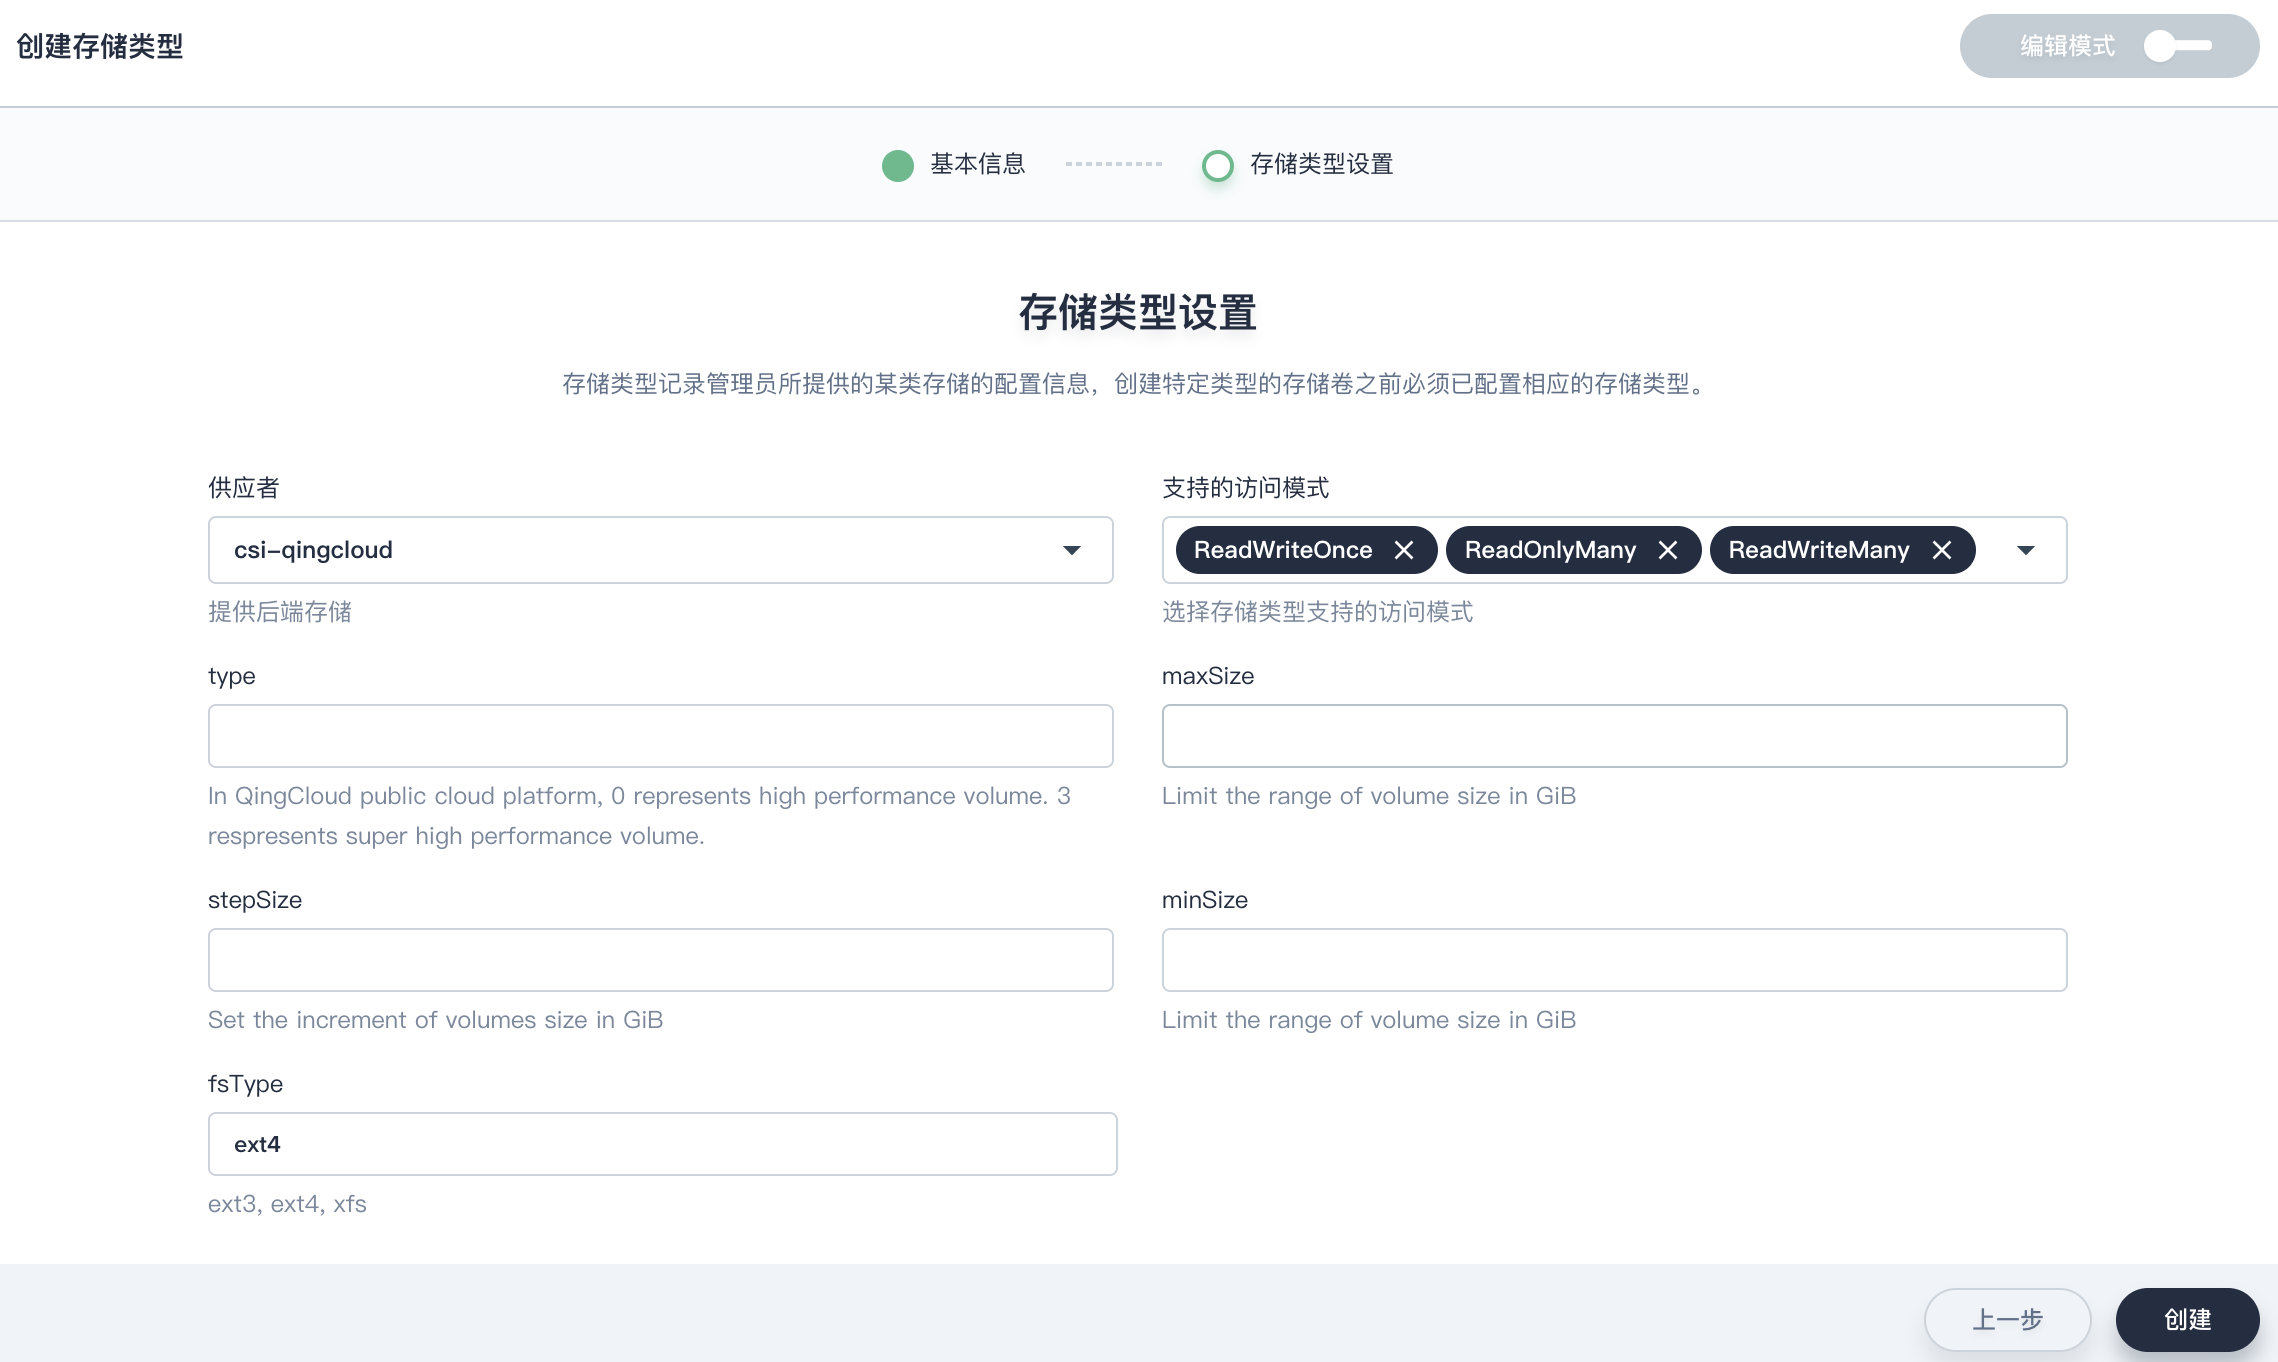 创建存储类型
编辑模式
基本信息
存储类型设置
存储类型设置
存储类型记录管理员所提供的某类存储的配置信息，创建特定类型的存储卷之前必须已配置相应的存储类型。
供应者
csi-qingcloud
提供后端存储
支持的访问模式
ReadWriteOnce
ReadOnlyMany
ReadWriteMany
选择存储类型支持的访问模式
type
In QingCloud public cloud platform, 0 represents high performance volume. 3
respresents super high performance volume.
maxSize
Limit the range of volume size in GiB
stepSize
Set the increment of volumes size in GiB
minSize
Limit the range of volume size in GiB
fsType
ext4
ext3, ext4, xfs
上一步
创建